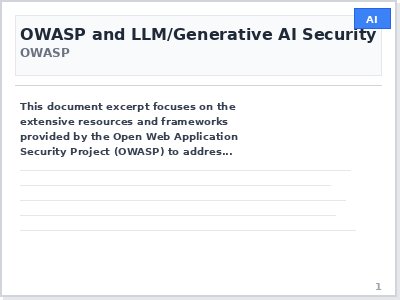 OWASP and LLM/Generative AI Security
AI
OWASP
This document excerpt focuses on the
extensive resources and frameworks
provided by the Open Web Application
Security Project (OWASP) to addres...
1